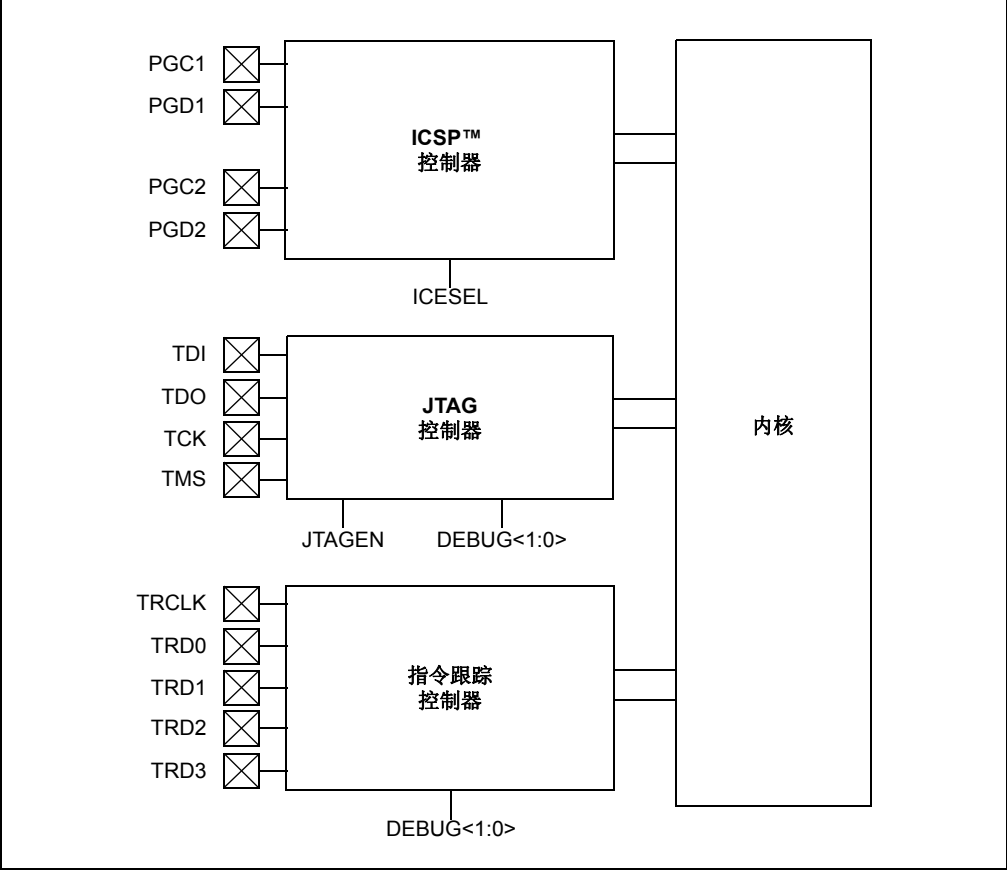 PGC1
PGD1
ICSP™
控制器
PGC2
PGD2
ICESEL
TDI
TDO
JTAG
控制器
TCK
TMS
内核
JTAGEN
DEBUG<1:0>
TRCLK
TRD0
TRD1
指令跟踪
控制器
TRD2
TRD3
DEBUG<1:0>